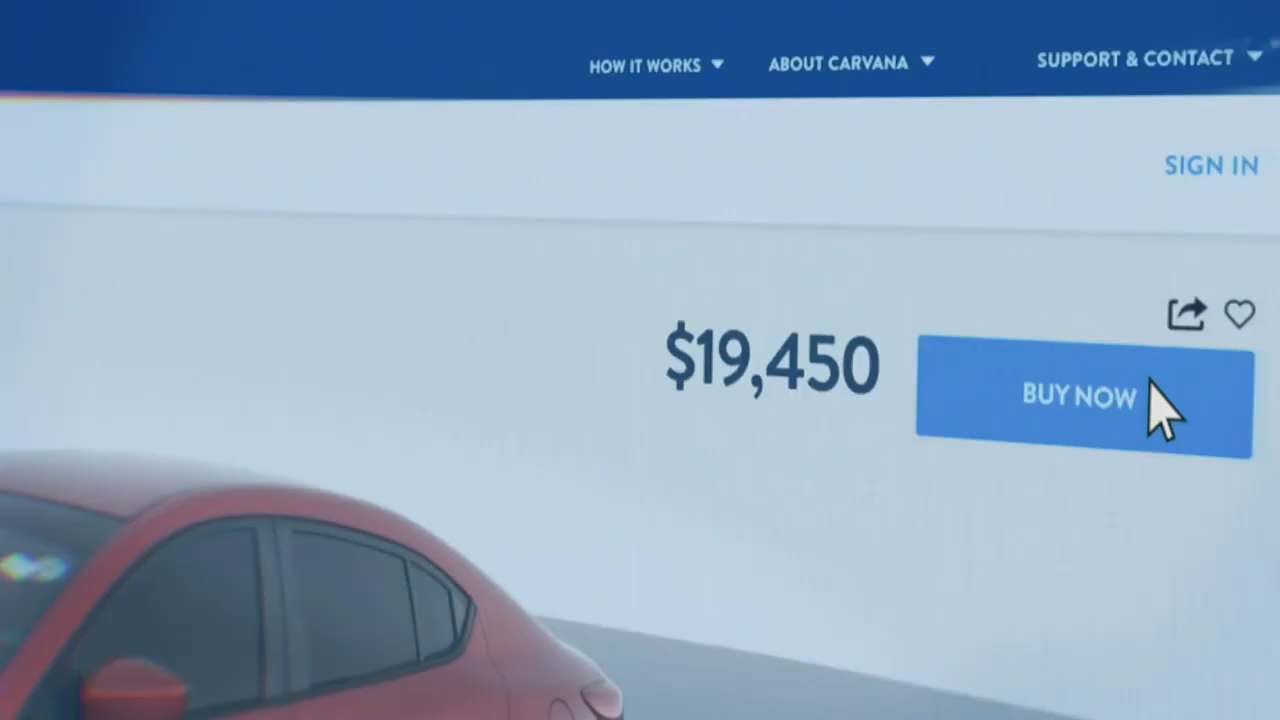 HOW IT WORKS ABOUT CARVANA SUPPORT & CONTACT
SIGN IN
$19,450
BUY NOW